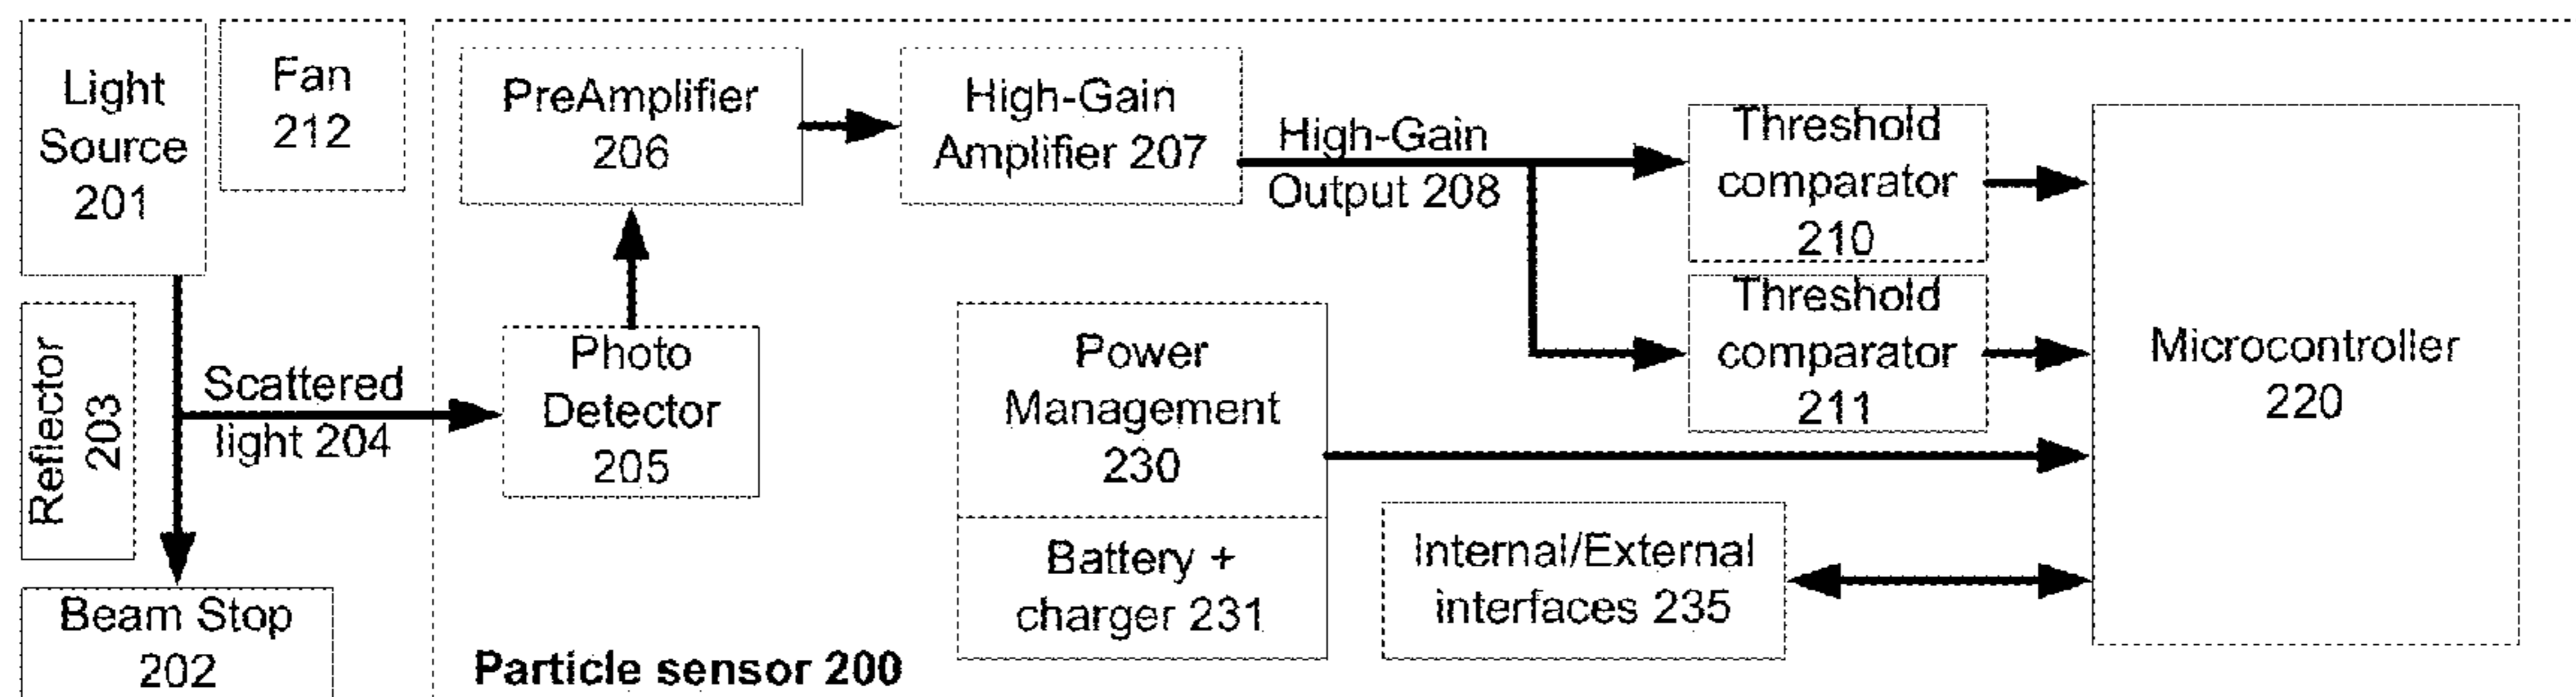 Light
Source
201
Fan
212
PreAmplifier
206
High-Gain
Amplifier 207
High-Gain
Output 208
Threshold
comparator
210
Threshold
comparator
211
Microcontroller
220
Reflector
203
Scattered
light 204
Photo
Detector
205
Power
Management
230
Battery +
charger 231
Internal/External
interfaces 235
Beam Stop
202
Particle sensor 200